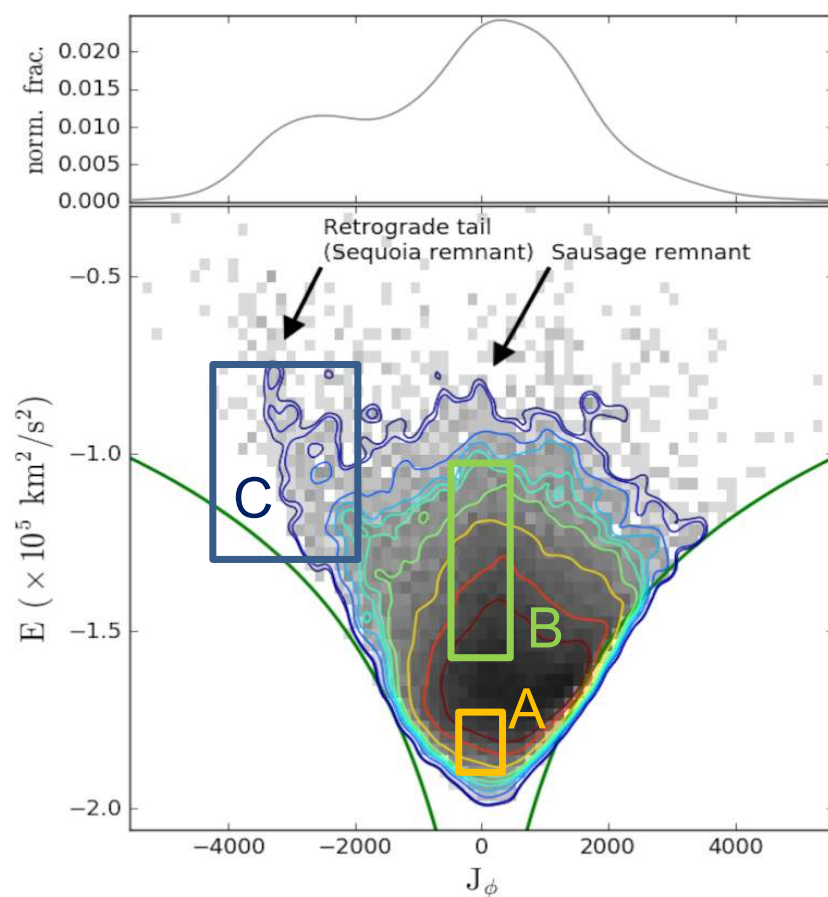 0.020
0.015
0.010
0.005
0.000
norm. frac.
Retrograde tail
(Sequoia remnant) Sausage remnant
−0.5
−1.0
−1.5
−2.0
E (×10⁵ km²/s²)
C
B
A
−4000 −2000 0 2000 4000
J_ϕ